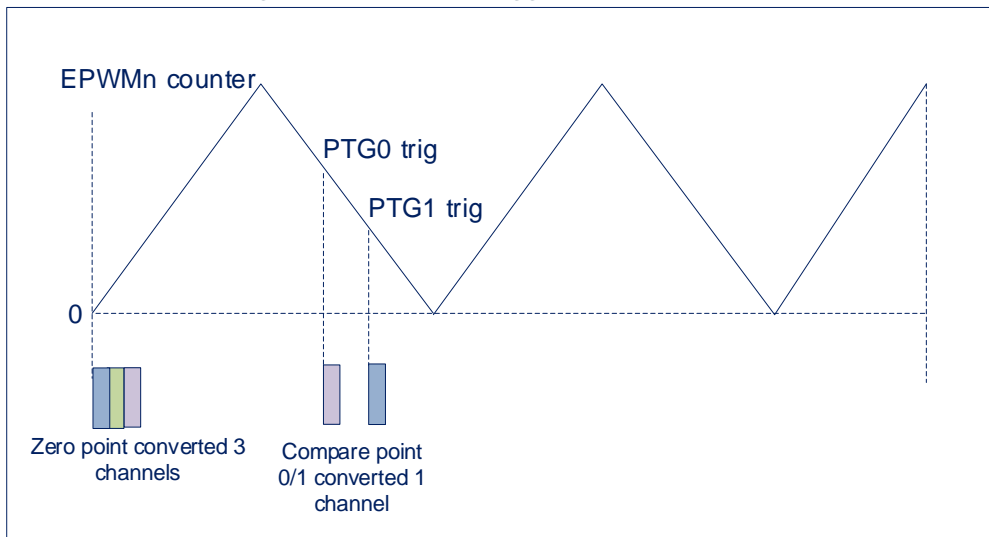 EPWMn counter
PTG0 trig
PTG1 trig
0
Zero point converted 3
channels
Compare point
0/1 converted 1
channel